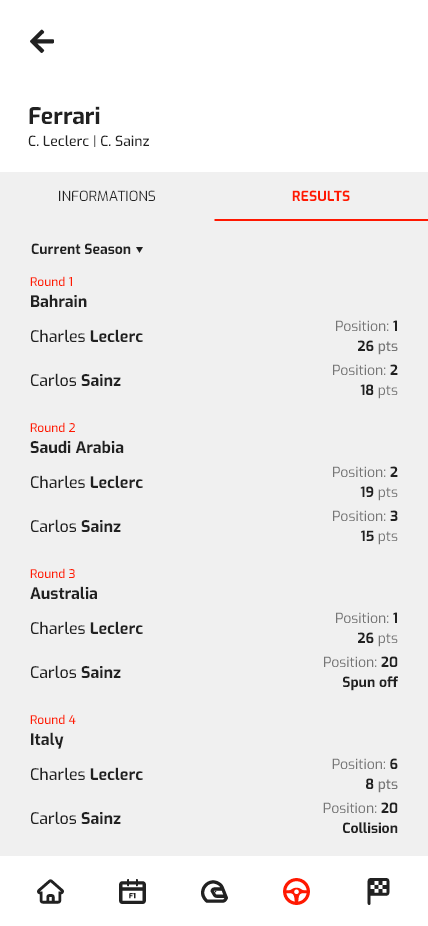 Ferrari
C. Leclerc | C. Sainz
INFORMATIONS RESULTS
Current Season ▾
Round 1
Bahrain
Charles Leclerc Position: 1
26 pts
Carlos Sainz Position: 2
18 pts
Round 2
Saudi Arabia
Charles Leclerc Position: 2
19 pts
Carlos Sainz Position: 3
15 pts
Round 3
Australia
Charles Leclerc Position: 1
26 pts
Carlos Sainz Position: 20
Spun off
Round 4
Italy
Charles Leclerc Position: 6
8 pts
Carlos Sainz Position: 20
Collision
F1